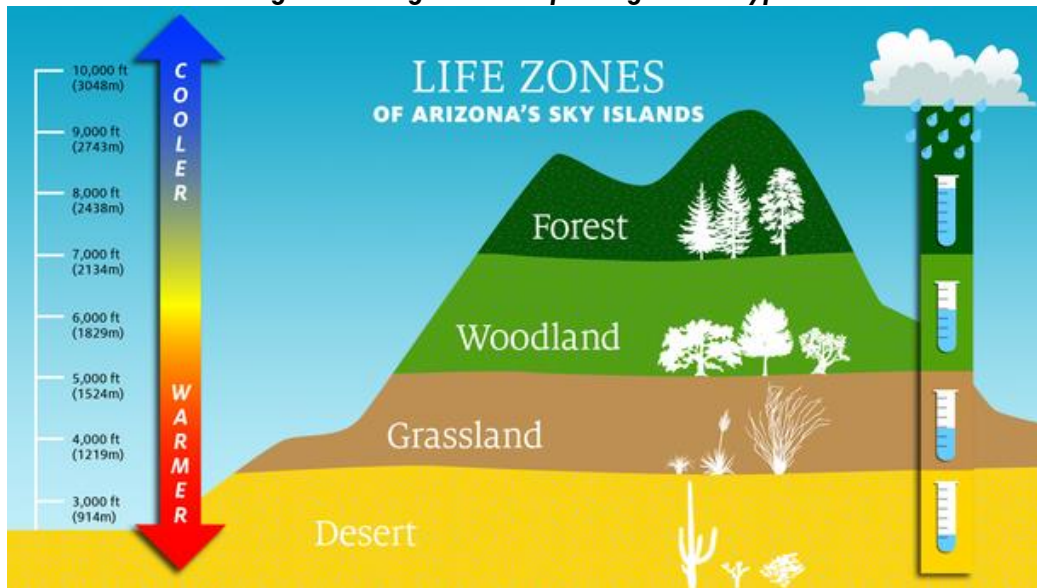 LIFE ZONES
OF ARIZONA'S SKY ISLANDS
10,000 ft
(3048m)
9,000 ft
(2743m)
8,000 ft
(2438m)
7,000 ft
(2134m)
6,000 ft
(1829m)
5,000 ft
(1524m)
4,000 ft
(1219m)
3,000 ft
(914m)
COOLER
WARMER
Forest
Woodland
Grassland
Desert